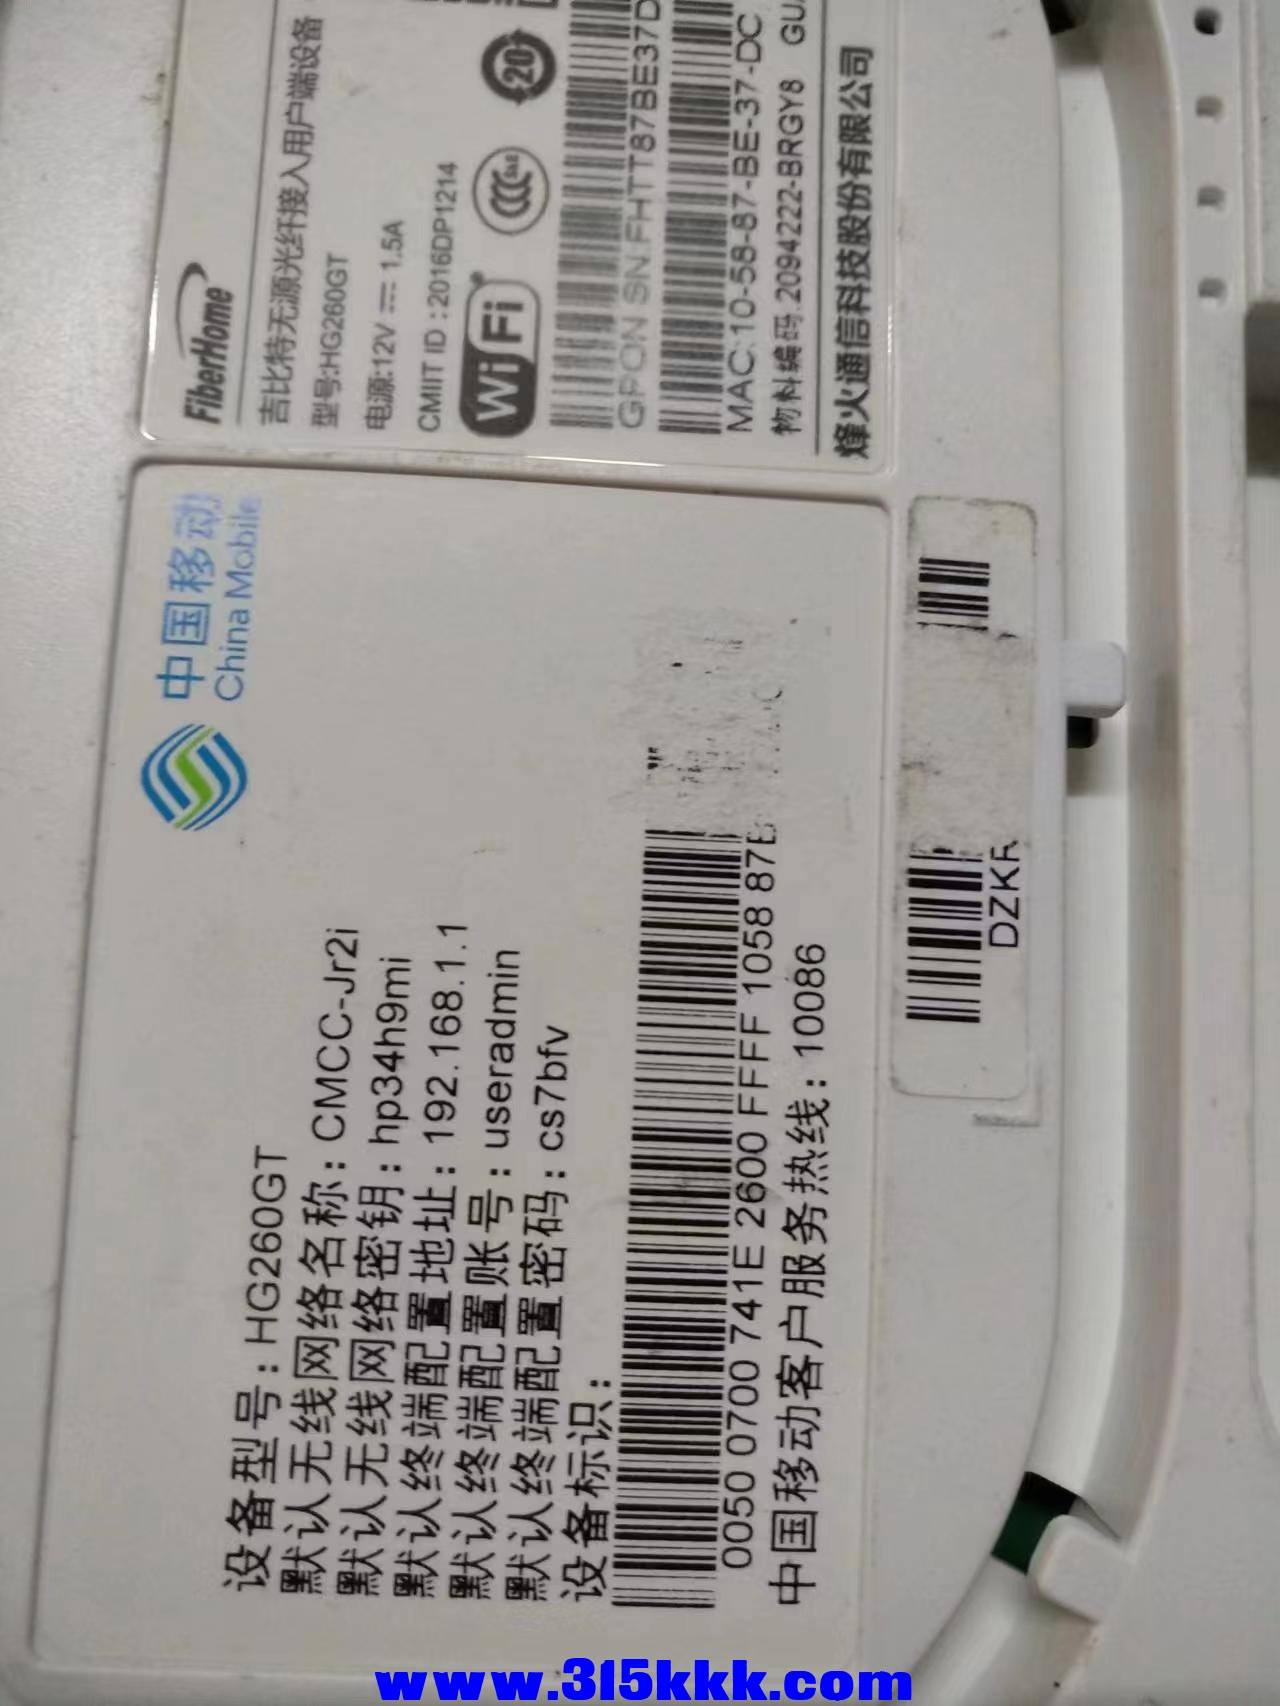 中国移动
China Mobile
设备型号：HG260GT
默认无线网络名称：CMCC-Jr2i
默认无线网络密钥：hp34h9mi
默认终端配置地址：192.168.1.1
默认终端配置账号：useradmin
默认终端配置密码：cs7bfv
设备标识：
0050 0700 741E 2600 FFFF 1058 87
中国移动客户服务热线：10086
DZKF
FiberHome
吉比特无源光纤接入用户端设备
型号:HG260GT
电源:12V 1.5A
CMIIT ID :2016DP1214
WiFi
CCC
S&E
20
GPON SN:FHTT87BE37D
MAC:10-58-87-BE-37-DC
物料编码.2094222-BRGY8 GU
烽火通信科技股份有限公司
www.315kkk.com